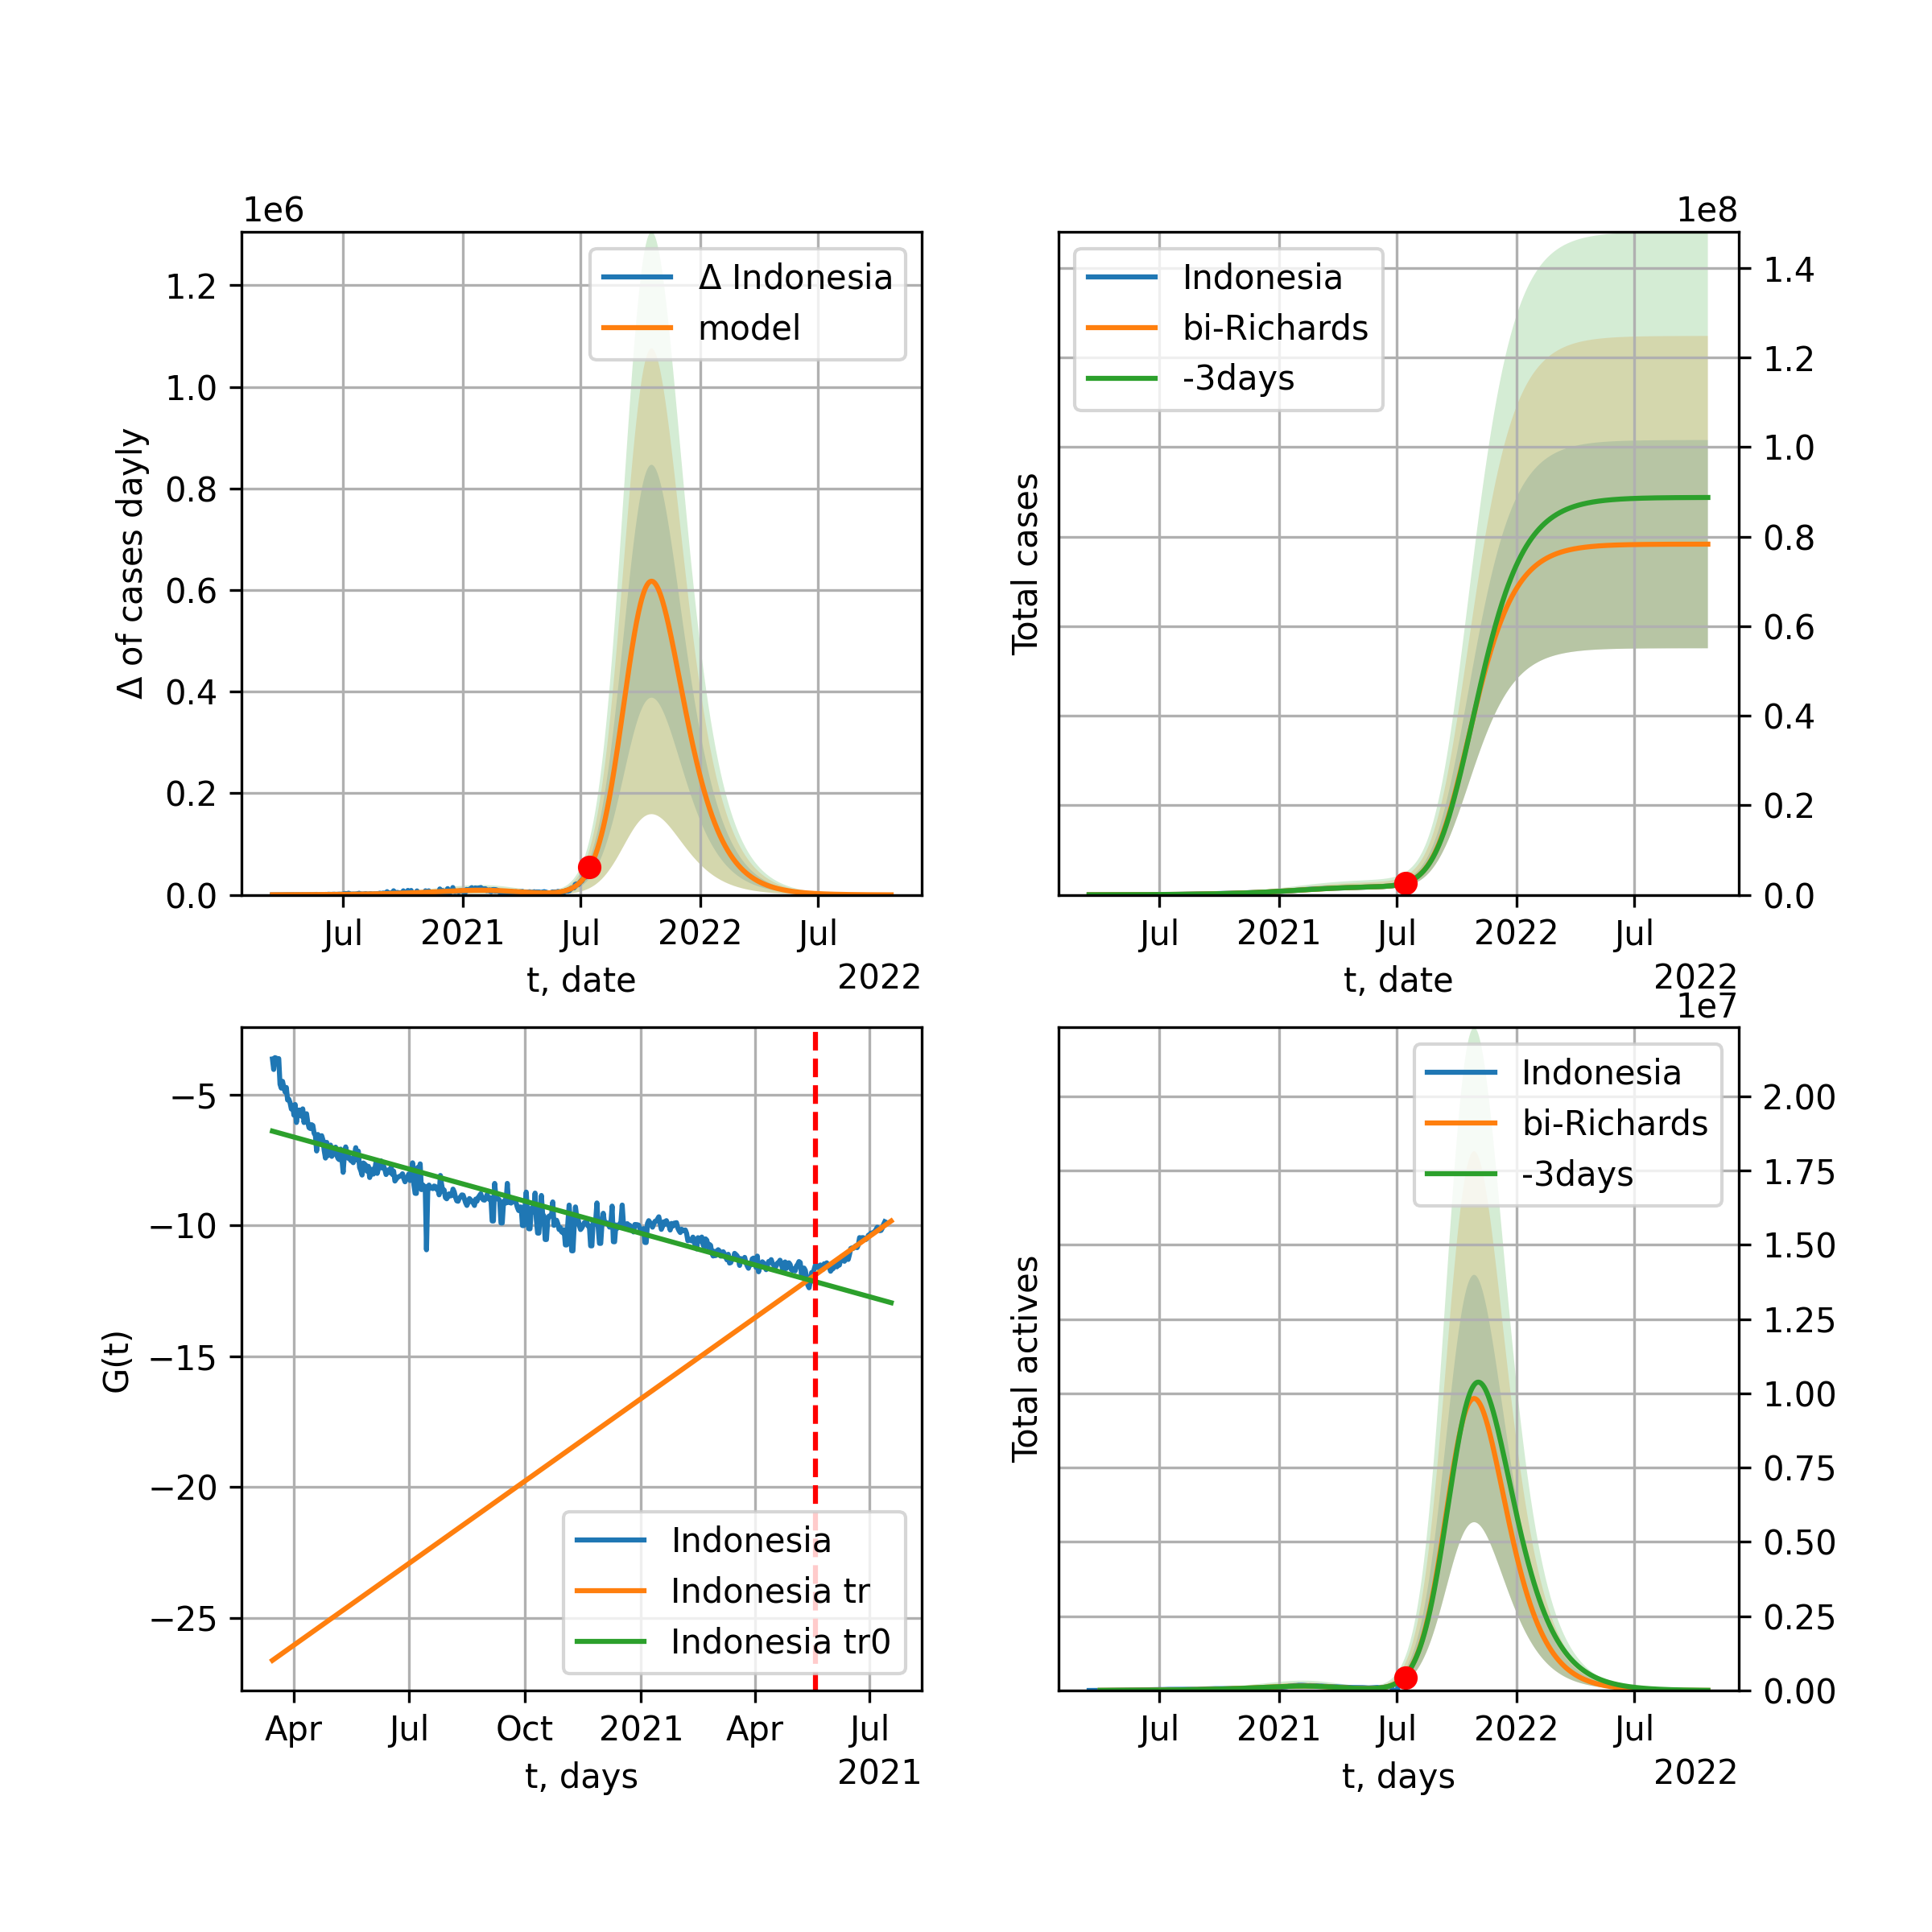 1e6
1.2
1.0
0.8
0.6
0.4
0.2
0.0
Δ of cases dayly
Δ Indonesia
model
Jul
2021
Jul
2022
Jul
t, date
2022
1e8
Indonesia
bi-Richards
-3days
Total cases
1.4
1.2
1.0
0.8
0.6
0.4
0.2
0.0
Jul
2021
Jul
2022
Jul
t, date
2022
−5
−10
−15
−20
−25
G(t)
Indonesia
Indonesia tr
Indonesia tr0
Apr
Jul
Oct
2021
Apr
Jul
t, days
2021
1e7
Indonesia
bi-Richards
-3days
Total actives
2.00
1.75
1.50
1.25
1.00
0.75
0.50
0.25
0.00
Jul
2021
Jul
2022
Jul
t, days
2022